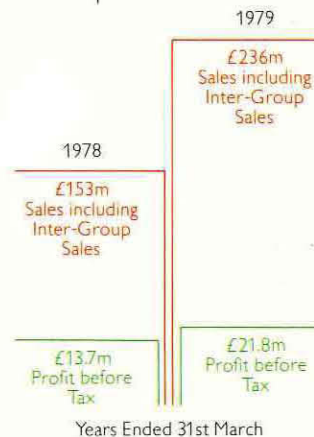 1979
£236m
Sales including
Inter-Group
Sales
1978
£153m
Sales including
Inter-Group
Sales
£13.7m
Profit before
Tax
£21.8m
Profit before
Tax
Years Ended 31st March